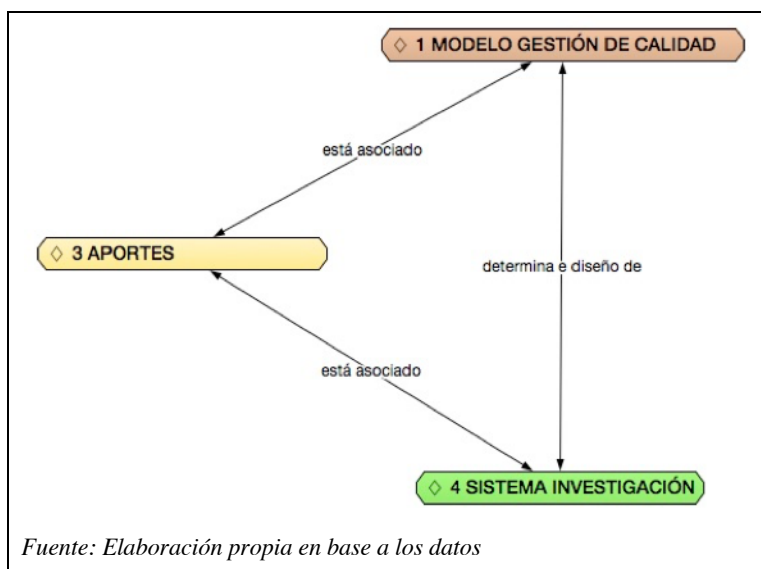 ◇ 1 MODELO GESTIÓN DE CALIDAD
está asociado
◇ 3 APORTES
determina e diseño de
está asociado
◇ 4 SISTEMA INVESTIGACIÓN
Fuente: Elaboración propia en base a los datos